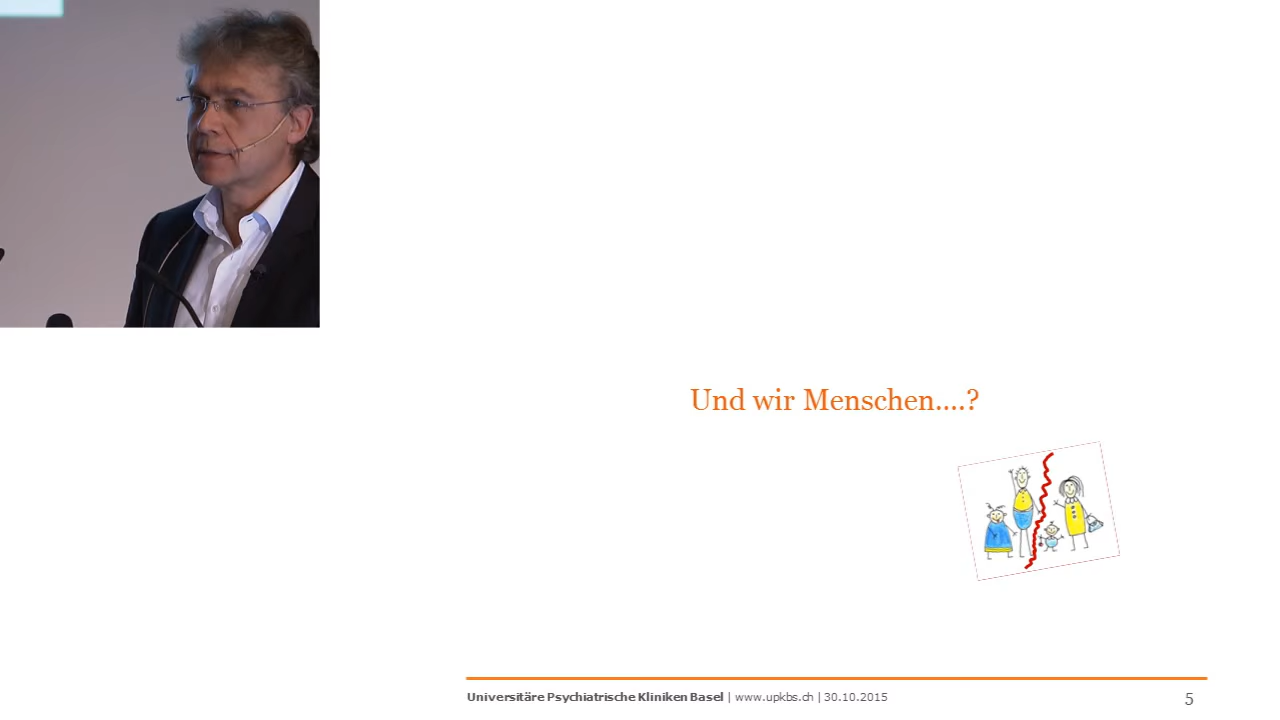 Und wir Menschen....?
Universitäre Psychiatrische Kliniken Basel | www.upkbs.ch | 30.10.2015
5